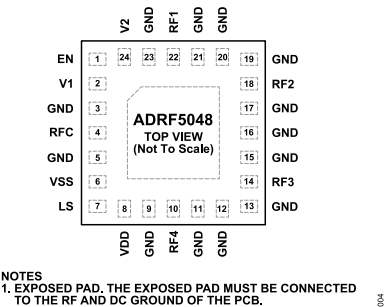 V2 GND RF1 GND GND
24 23 22 21 20
EN 1 19 GND
V1 2 18 RF2
GND 3 17 GND
RFC 4 16 GND
GND 5 15 GND
VSS 6 14 RF3
LS 7 13 GND
ADRF5048
TOP VIEW
(Not To Scale)
8 9 10 11 12
VDD GND RF4 GND GND
NOTES
1. EXPOSED PAD. THE EXPOSED PAD MUST BE CONNECTED
TO THE RF AND DC GROUND OF THE PCB.
004